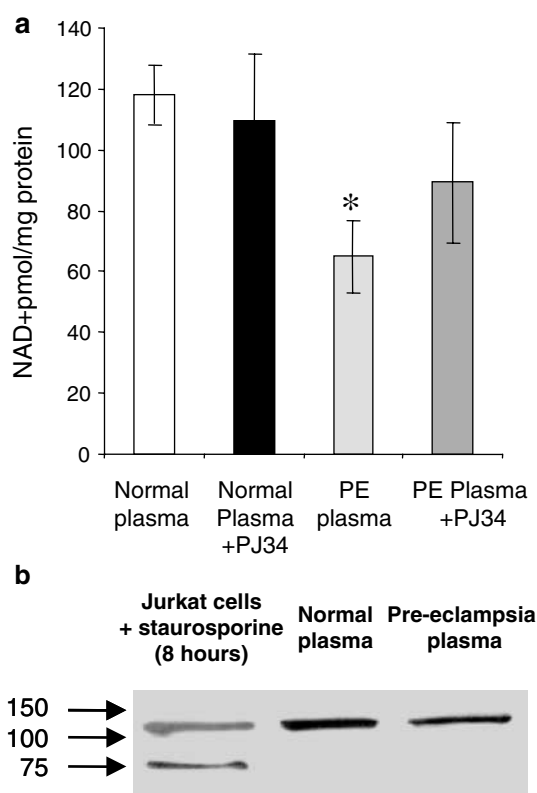 a
NAD+pmol/mg protein
140
120
100
80
60
40
20
0
*
Normal
plasma
Normal
Plasma
+PJ34
PE
plasma
PE Plasma
+PJ34
b
Jurkat cells
+ staurosporine
(8 hours)
Normal
plasma
Pre-eclampsia
plasma
150
100
75